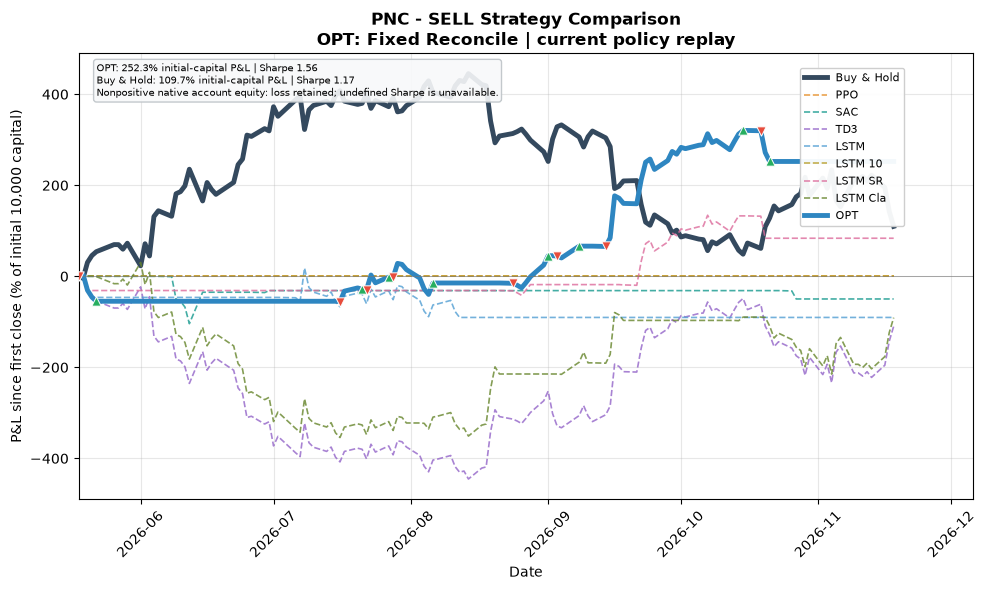 PNC - SELL Strategy Comparison
OPT: Fixed Reconcile | current policy replay
OPT: 252.3% initial-capital P&L | Sharpe 1.56
Buy & Hold: 109.7% initial-capital P&L | Sharpe 1.17
Nonpositive native account equity: loss retained; undefined Sharpe is unavailable.
Buy & Hold
PPO
SAC
TD3
LSTM
LSTM 10
LSTM SR
LSTM Cla
OPT
P&L since first close (% of initial 10,000 capital)
400
200
0
−200
−400
2026-06
2026-07
2026-08
2026-09
2026-10
2026-11
2026-12
Date